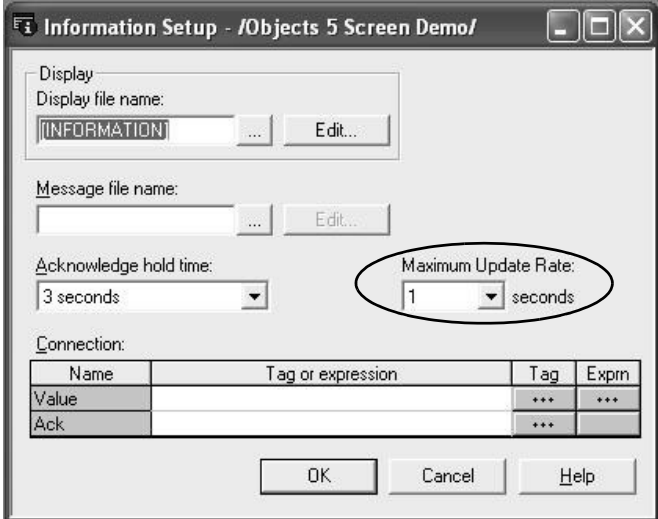 Information Setup - /Objects 5 Screen Demo/
Display
Display file name:
[INFORMATION]
...
Edit...
Message file name:
...
Edit...
Acknowledge hold time:
Maximum Update Rate:
3 seconds
1
seconds
Connection:
Name Tag or expression Tag Exprn
Value ... ...
Ack ...
OK Cancel Help